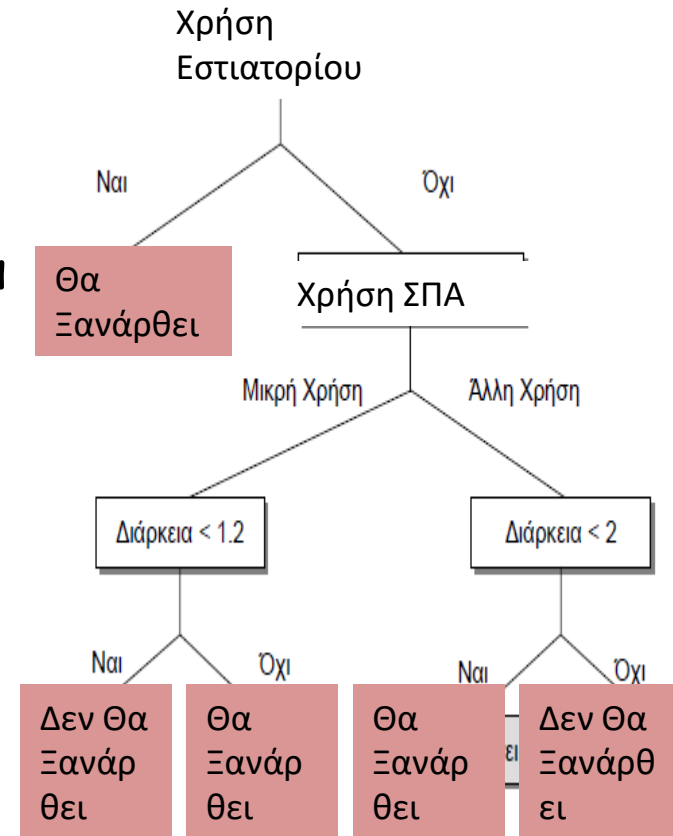 Χρήση
Εστιατορίου
Ναι
Όχι
Θα
Ξανάρθει
Χρήση ΣΠΑ
Μικρή Χρήση
Άλλη Χρήση
Διάρκεια < 1.2
Διάρκεια < 2
Ναι
Όχι
Ναι
Όχι
Δεν Θα
Ξανάρ
θει
Θα
Ξανάρ
θει
Θα
Ξανάρ
θει
Δεν Θα
Ξανάρθ
ει